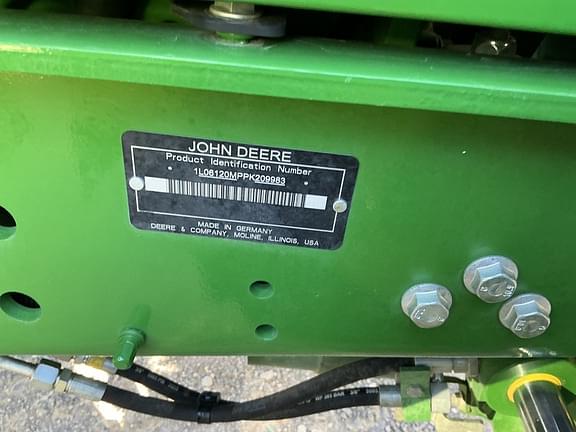 JOHN DEERE
Product Identification Number
1L06120MPPK209983
MADE IN GERMANY
DEERE & COMPANY, MOLINE, ILLINOIS, USA